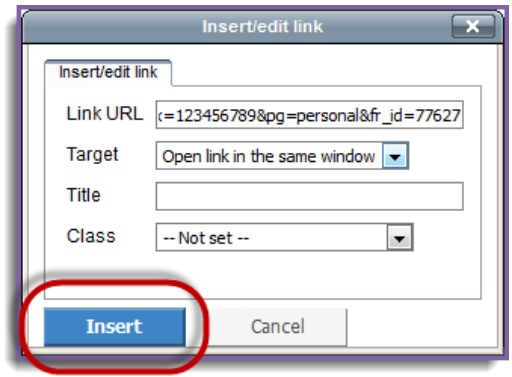 Insert/edit link
Insert/edit link
Link URL :=123456789&pg=personal&fr_id=77627
Target Open link in the same window
Title
Class -- Not set --
Insert Cancel